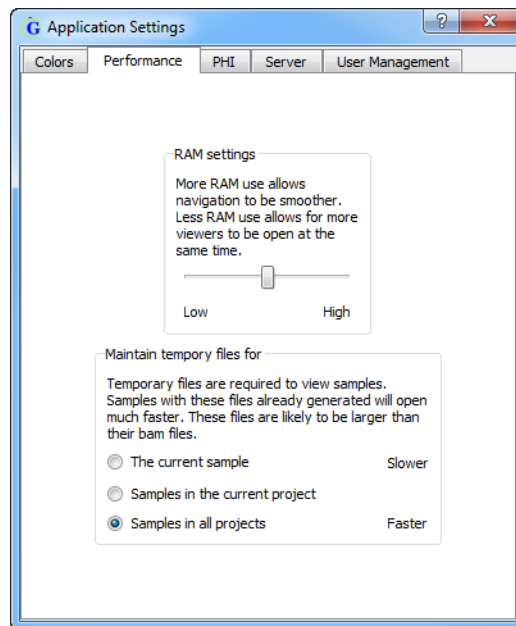 G Application Settings
?
X
Colors Performance PHI Server User Management
RAM settings
More RAM use allows
navigation to be smoother.
Less RAM use allows for more
viewers to be open at the
same time.
Low High
Maintain tempory files for
Temporary files are required to view samples.
Samples with these files already generated will open
much faster. These files are likely to be larger than
their bam files.
The current sample Slower
Samples in the current project
Samples in all projects Faster